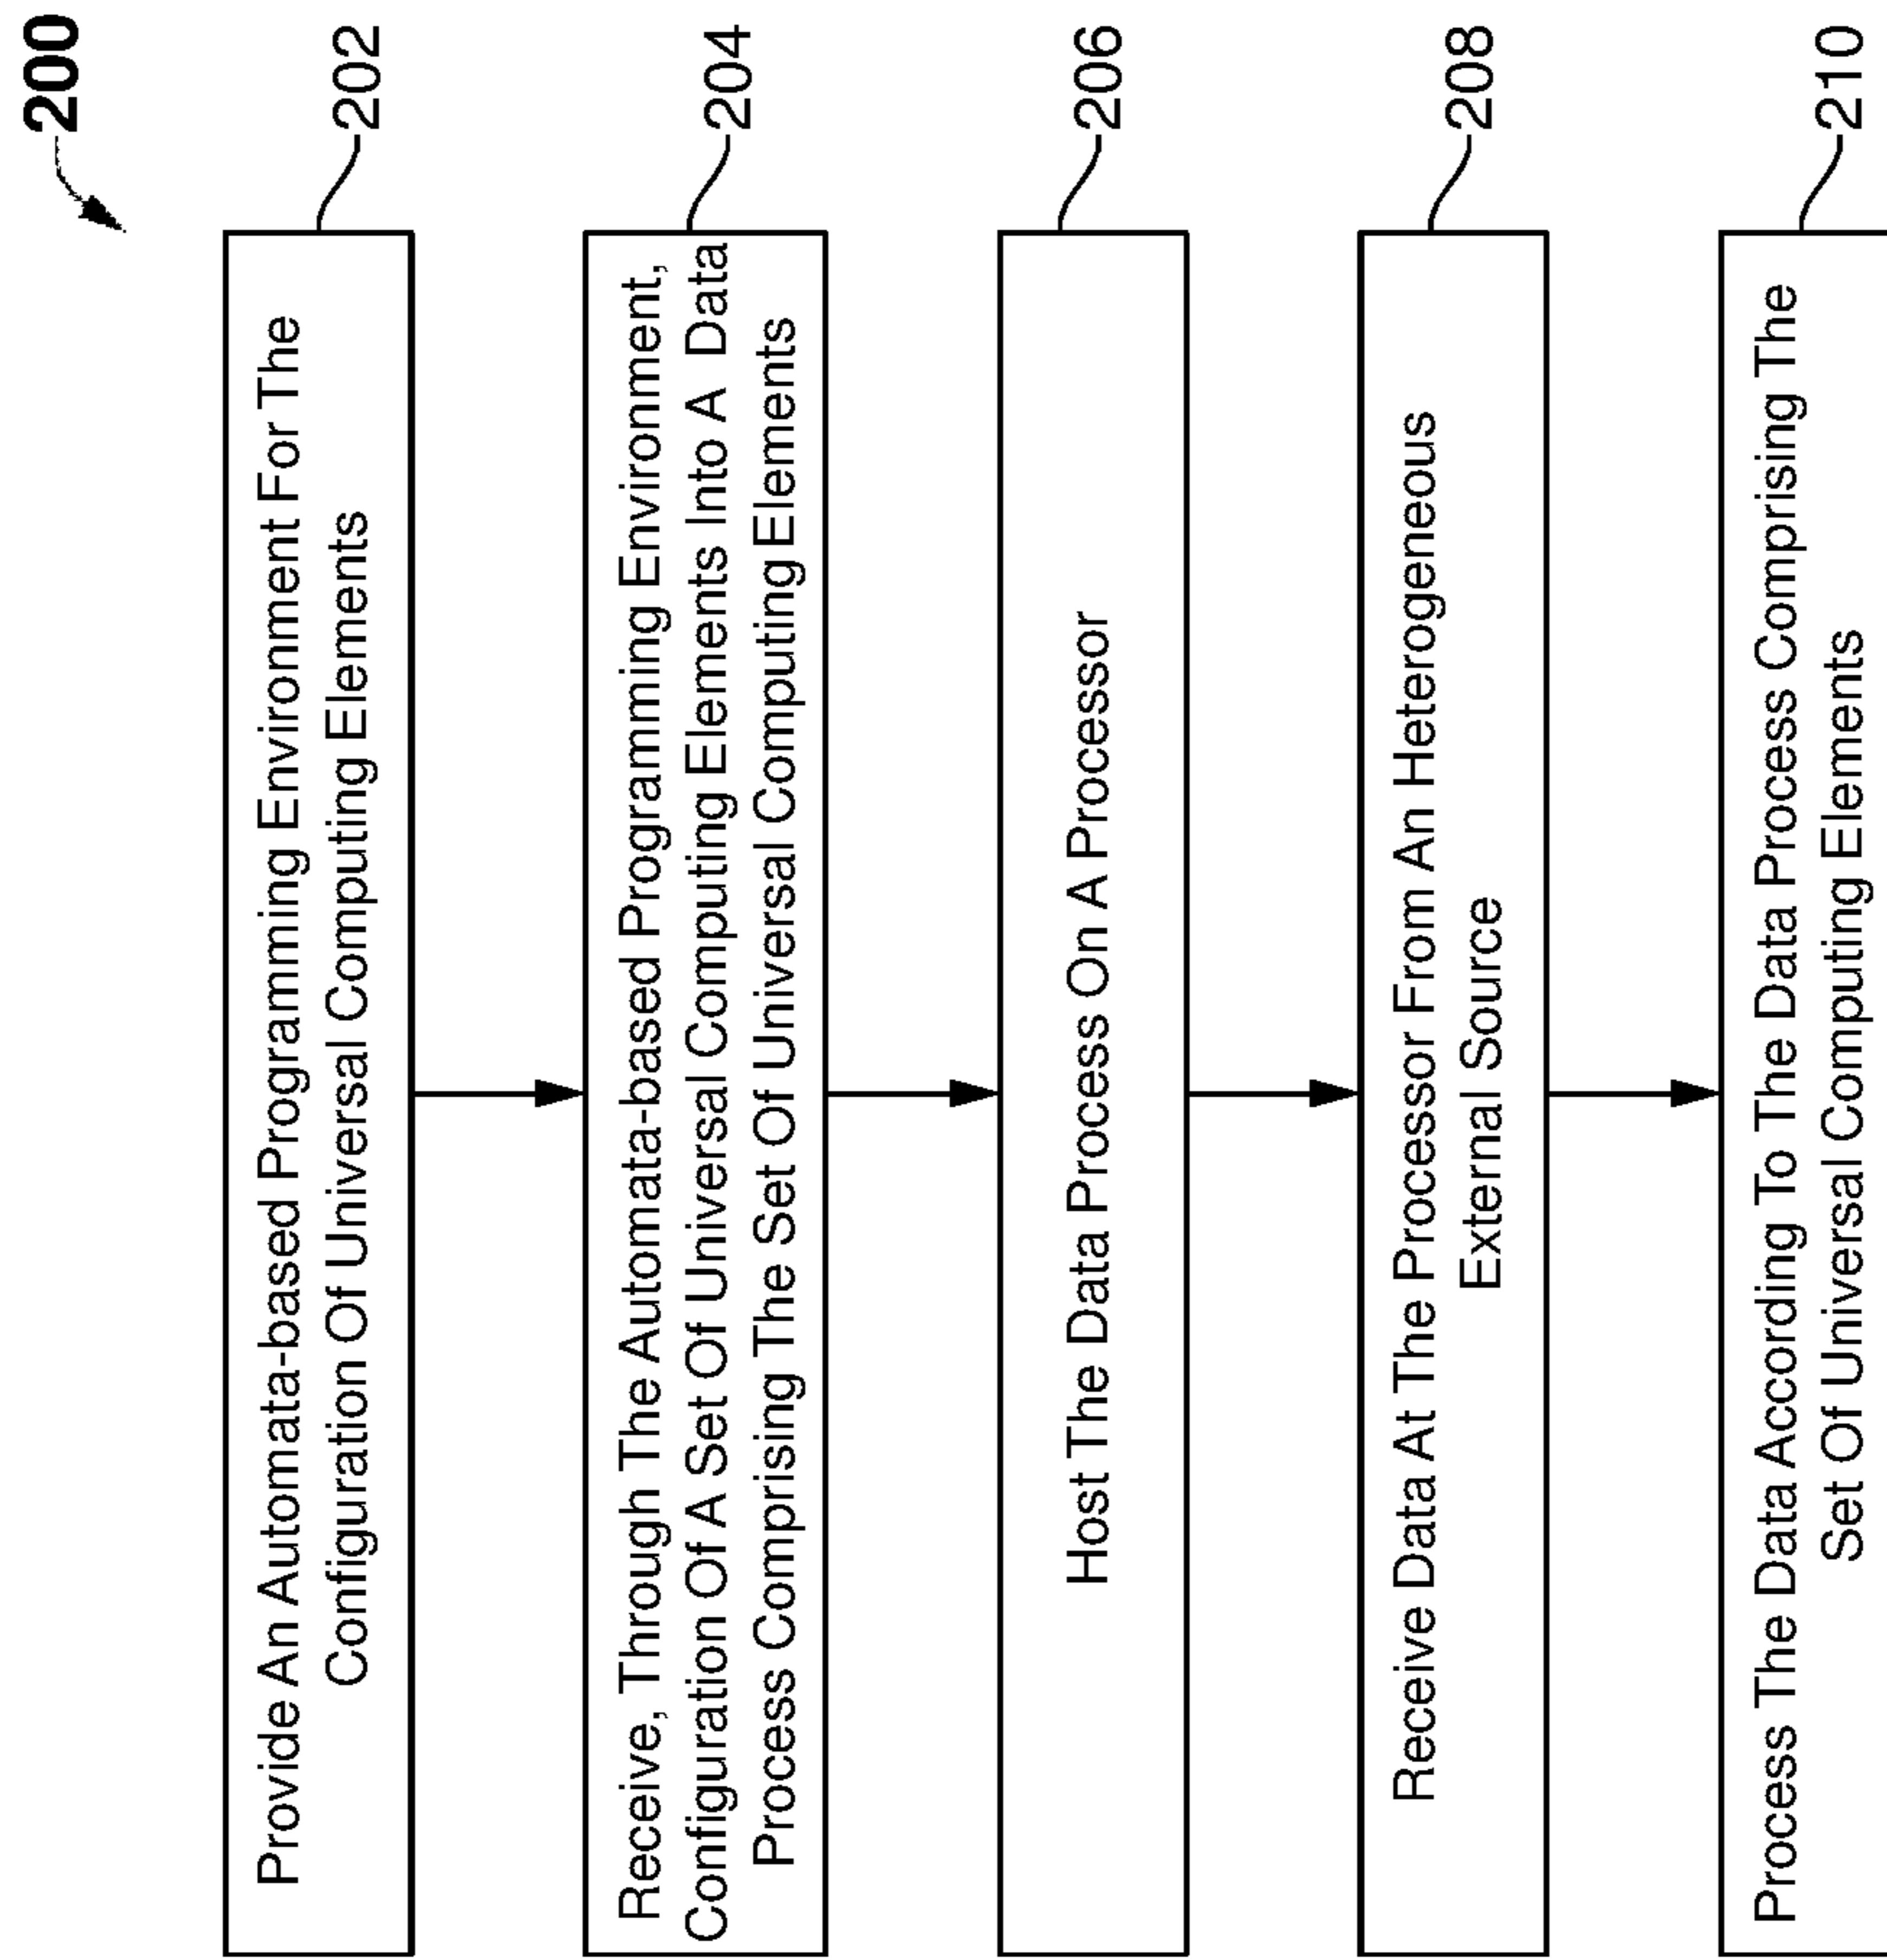 200
Provide An Automata-based Programming Environment For The
Configuration Of Universal Computing Elements
202
Receive, Through The Automata-based Programming Environment,
Configuration Of A Set Of Universal Computing Elements Into A Data
Process Comprising The Set Of Universal Computing Elements
204
Host The Data Process On A Processor
206
Receive Data At The Processor From An Heterogeneous
External Source
208
Process The Data According To The Data Process Comprising The
Set Of Universal Computing Elements
210